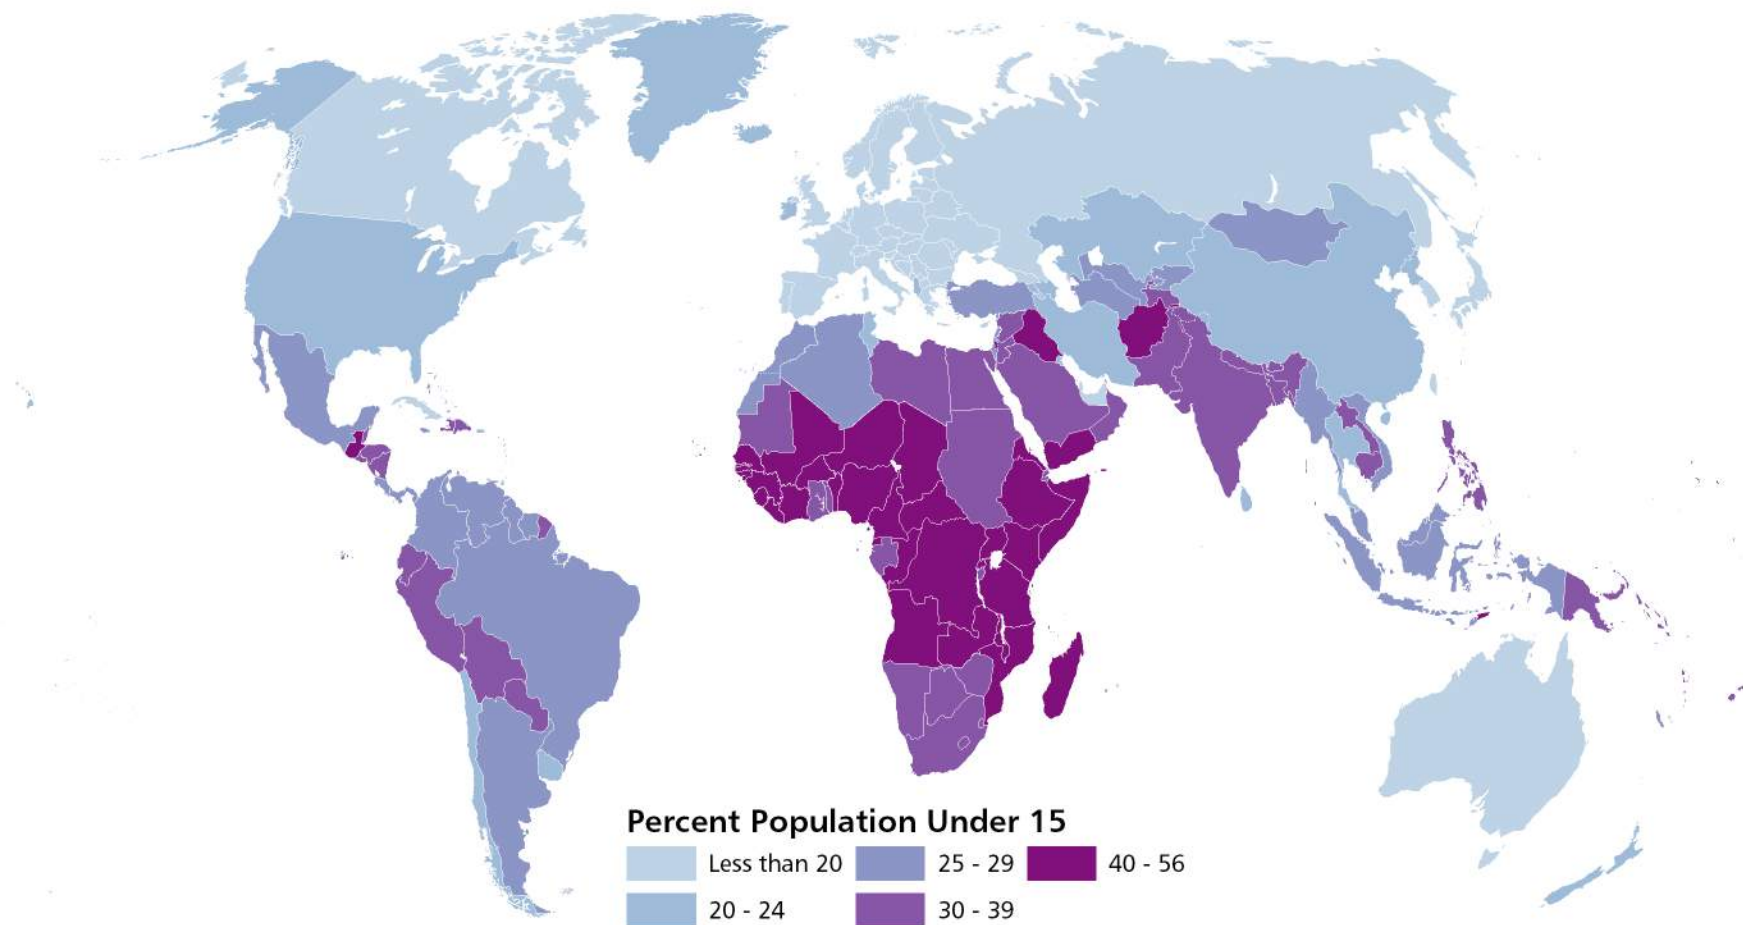 Percent Population Under 15
Less than 20
25 - 29
40 - 56
20 - 24
30 - 39